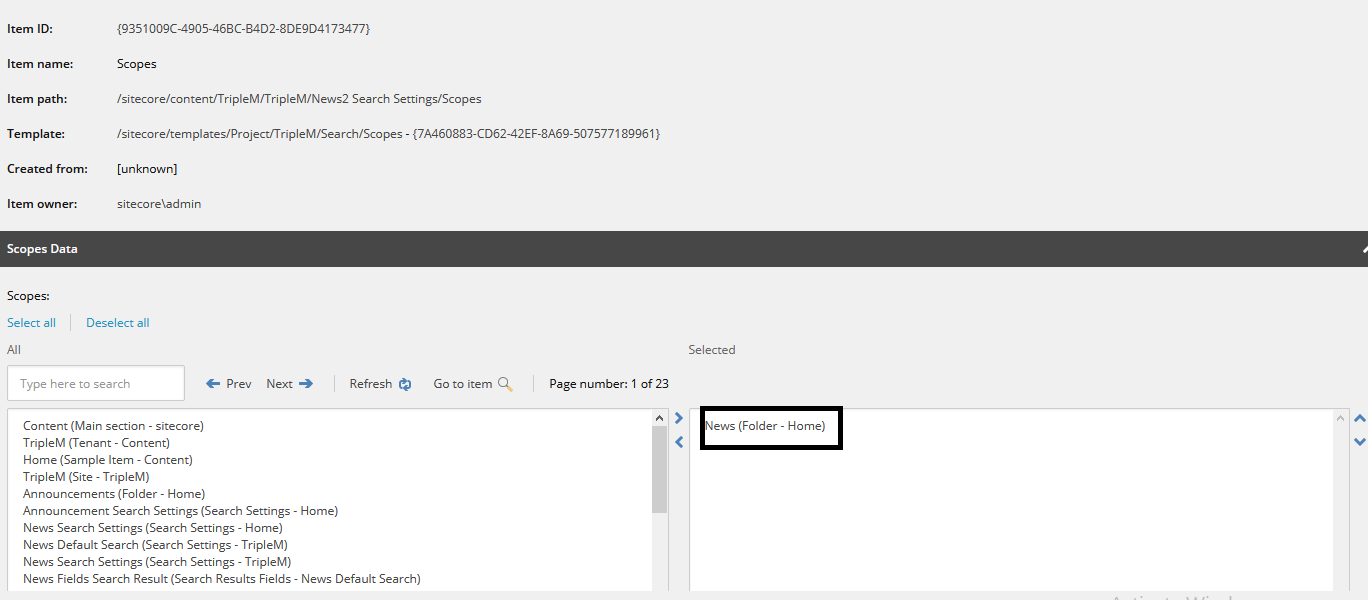 Item ID: {9351009C-4905-46BC-B4D2-8DE9D4173477}
Item name: Scopes
Item path: /sitecore/content/TripleM/TripleM/News2 Search Settings/Scopes
Template: /sitecore/templates/Project/TripleM/Search/Scopes - {7A460883-CD62-42EF-8A69-507577189961}
Created from: [unknown]
Item owner: sitecore\admin
Scopes Data
Scopes:
Select all Deselect all
All Selected
Type here to search Prev Next Refresh Go to item Page number: 1 of 23
Content (Main section - sitecore)
TripleM (Tenant - Content)
Home (Sample Item - Content)
TripleM (Site - TripleM)
Announcements (Folder - Home)
Announcement Search Settings (Search Settings - Home)
News Search Settings (Search Settings - Home)
News Default Search (Search Settings - TripleM)
News Search Settings (Search Settings - TripleM)
News Fields Search Result (Search Results Fields - News Default Search)
News (Folder - Home)